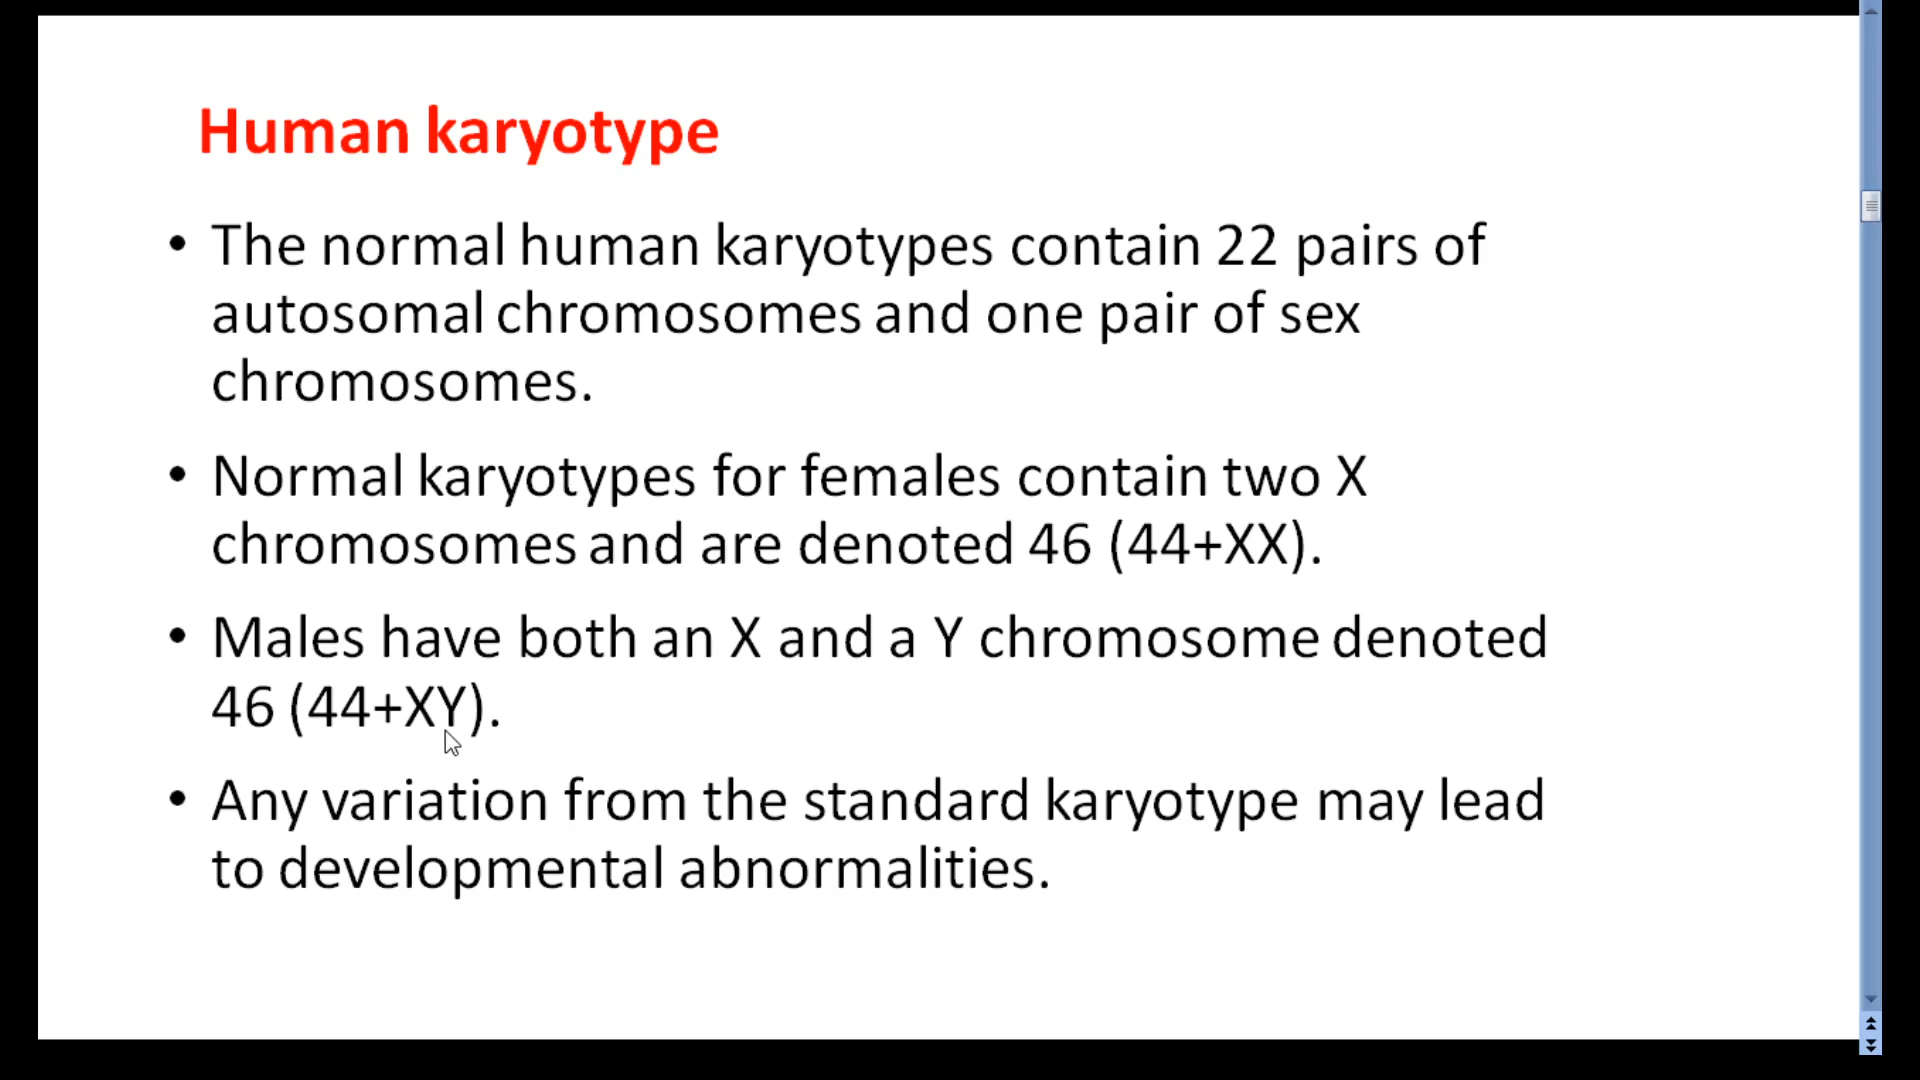 Human karyotype
• The normal human karyotypes contain 22 pairs of
autosomal chromosomes and one pair of sex
chromosomes.
• Normal karyotypes for females contain two X
chromosomes and are denoted 46 (44+XX).
• Males have both an X and a Y chromosome denoted
46 (44+XY).
• Any variation from the standard karyotype may lead
to developmental abnormalities.